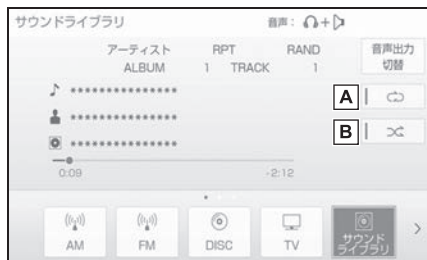 サウンドライブラリ
音声：
アーティスト RPT RAND
ALBUM 1 TRACK 1
音声出力
切替
***************
***************
***************
A
B
0:09 -2:12
AM
FM
DISC
TV
サウンド
ライブラリ